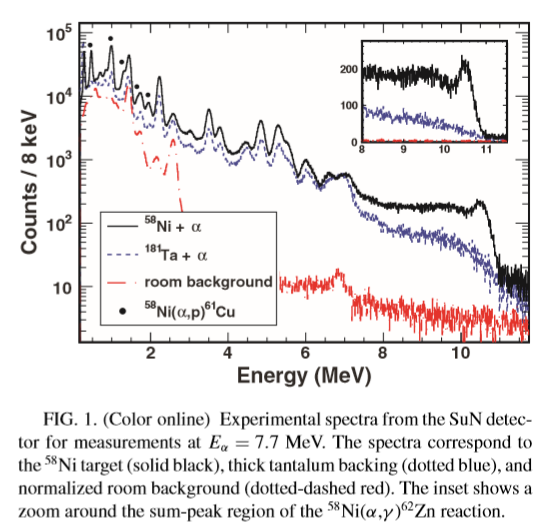 10⁵
10⁴
10³
10²
10
Counts / 8 keV
200
100
0
8 9 10 11
⁵⁸Ni + α
¹⁸¹Ta + α
room background
⁵⁸Ni(α,p)⁶¹Cu
2 4 6 8 10
Energy (MeV)
FIG. 1. (Color online) Experimental spectra from the SuN detec-
tor for measurements at Eα = 7.7 MeV. The spectra correspond to
the ⁵⁸Ni target (solid black), thick tantalum backing (dotted blue), and
normalized room background (dotted-dashed red). The inset shows a
zoom around the sum-peak region of the ⁵⁸Ni(α,γ)⁶²Zn reaction.